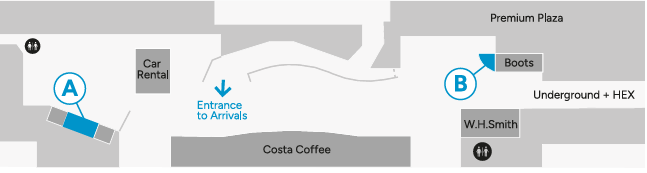 Premium Plaza
Car
Rental
Boots
A
B
Underground + HEX
Entrance
to Arrivals
W.H.Smith
Costa Coffee